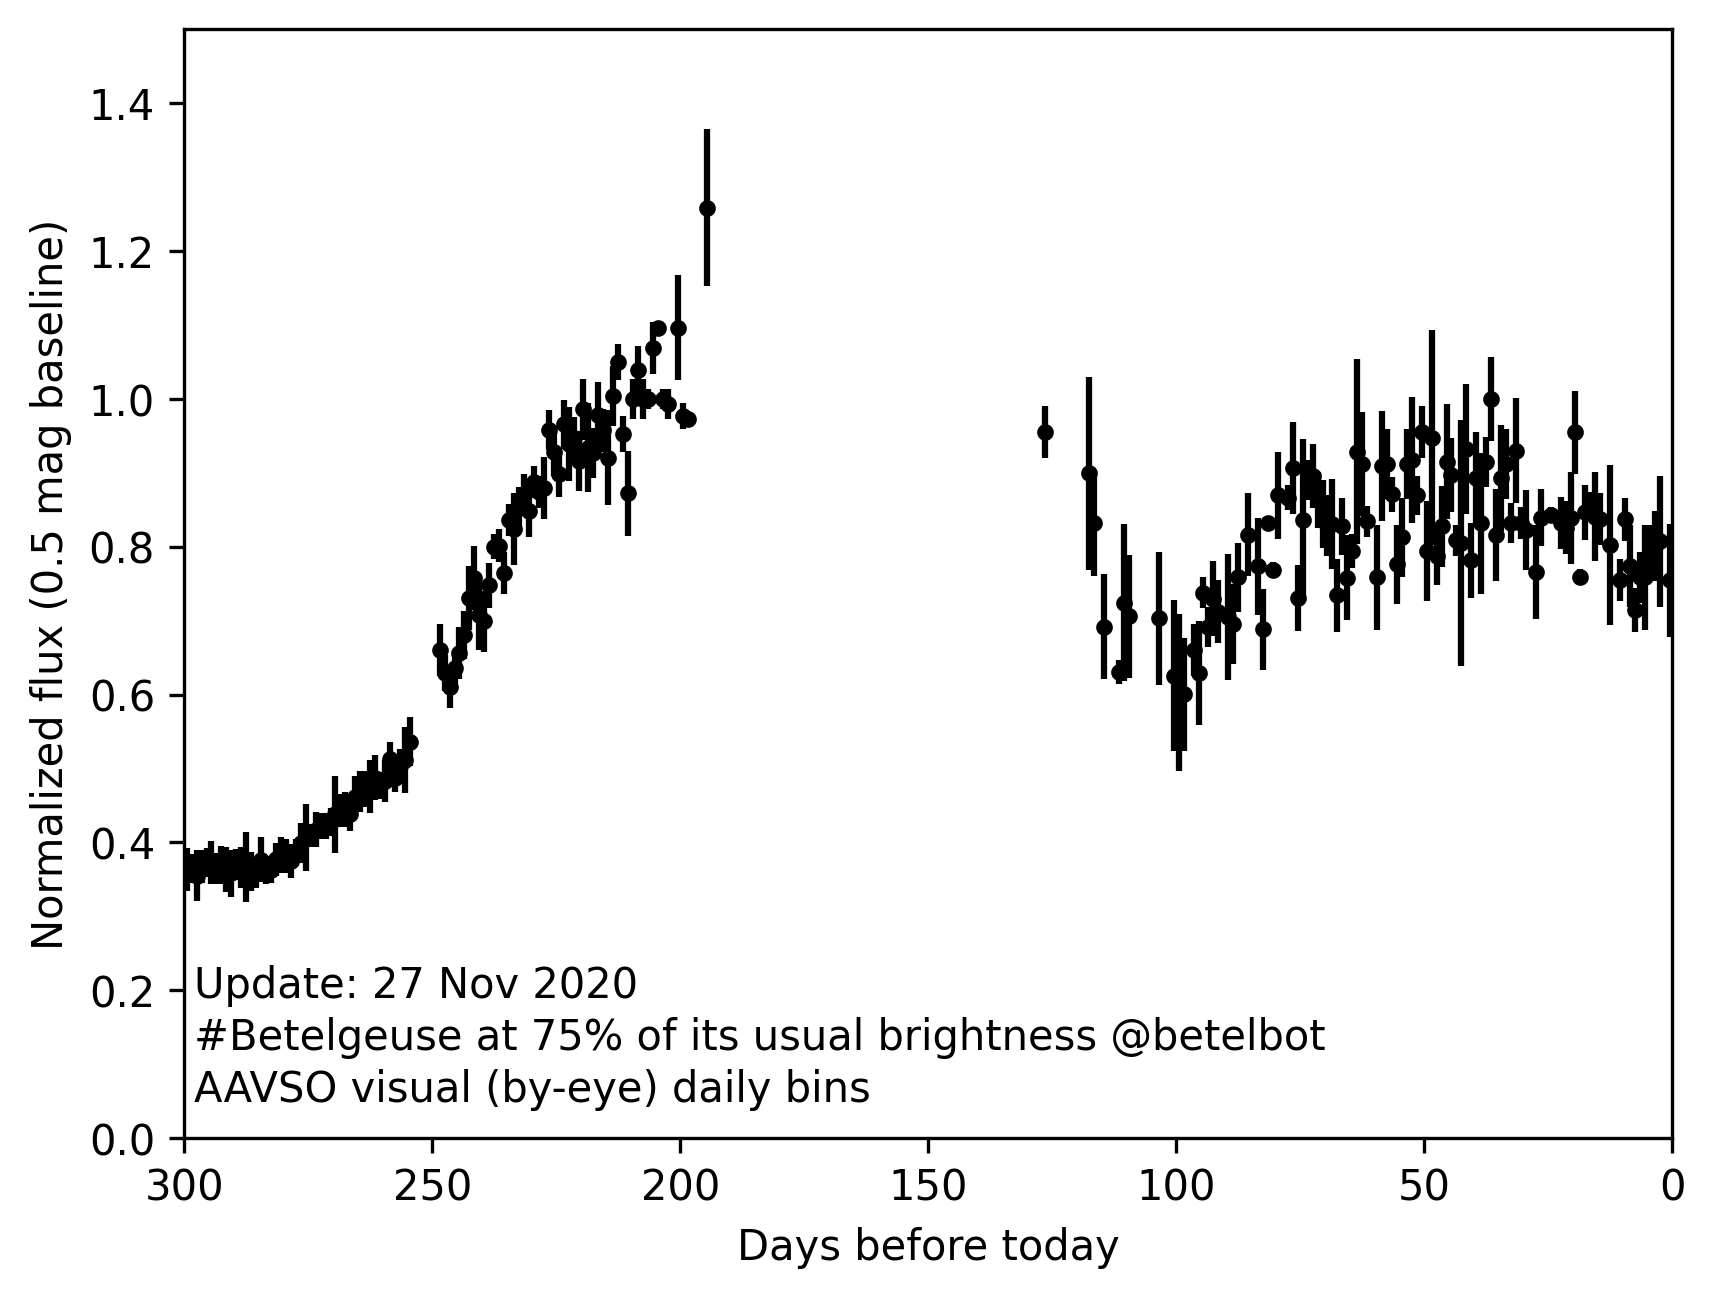 1.4
1.2
1.0
0.8
0.6
0.4
0.2
0.0
Normalized flux (0.5 mag baseline)
Update: 27 Nov 2020
#Betelgeuse at 75% of its usual brightness @betelbot
AAVSO visual (by-eye) daily bins
300 250 200 150 100 50 0
Days before today